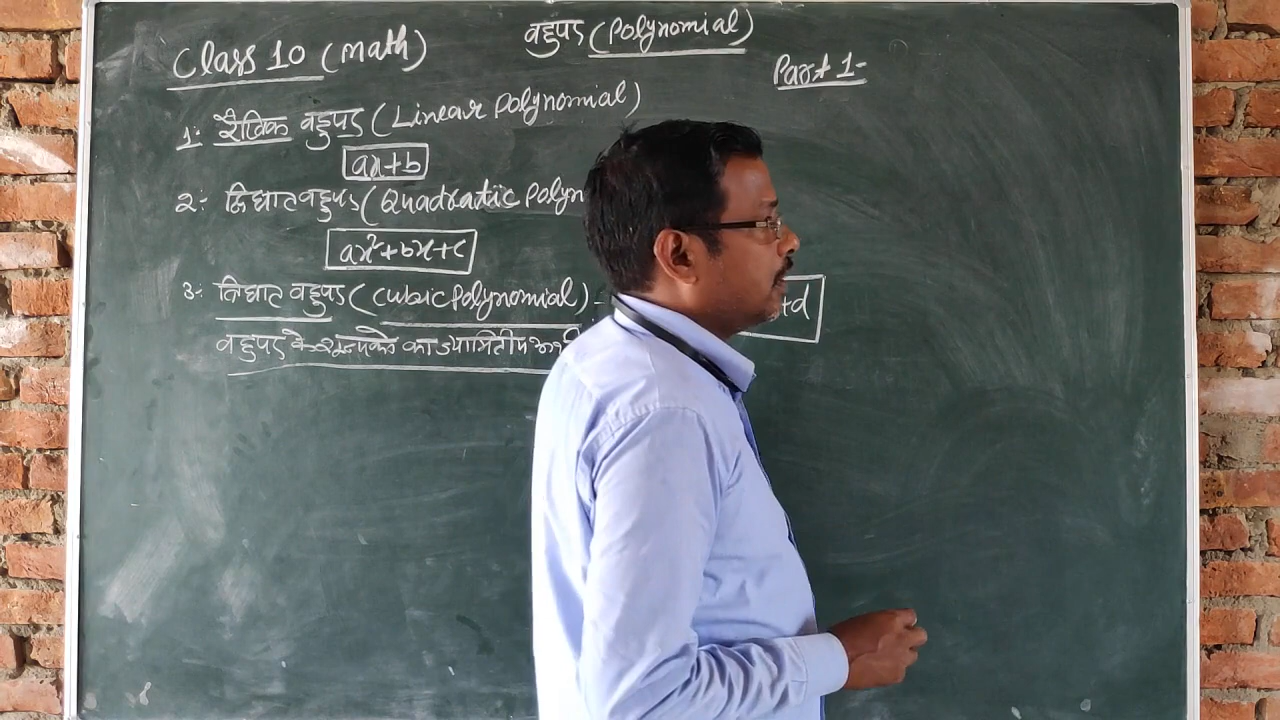 बहुपद (Polynomial)
Class 10 (Math)
Part 1-
1:- रैखिक बहुपद (Linear Polynomial)
ax+b
2:- द्विघात बहुपद (Quadratic Polyn
ax²+bx+c
3:- त्रिघात बहुपद (Cubic Polynomial) - +d
बहुपद के शून्यकों का ज्यामितीय